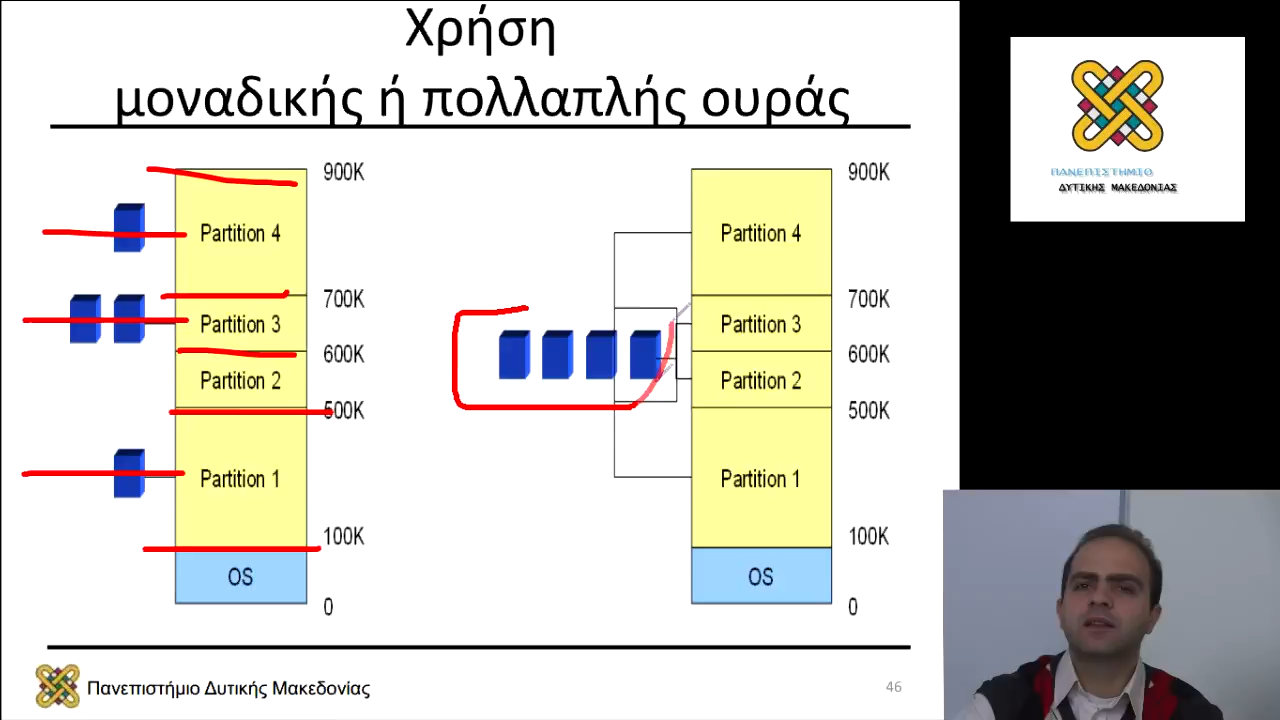 Χρήση
μοναδικής ή πολλαπλής ουράς
900K
Partition 4
700K
Partition 3
600K
Partition 2
500K
Partition 1
100K
OS
0
900K
Partition 4
700K
Partition 3
600K
Partition 2
500K
Partition 1
100K
OS
0
Πανεπιστήμιο Δυτικής Μακεδονίας
46
ΠΑΝΕΠΙΣΤΗΜΙΟ
ΔΥΤΙΚΗΣ ΜΑΚΕΔΟΝΙΑΣ